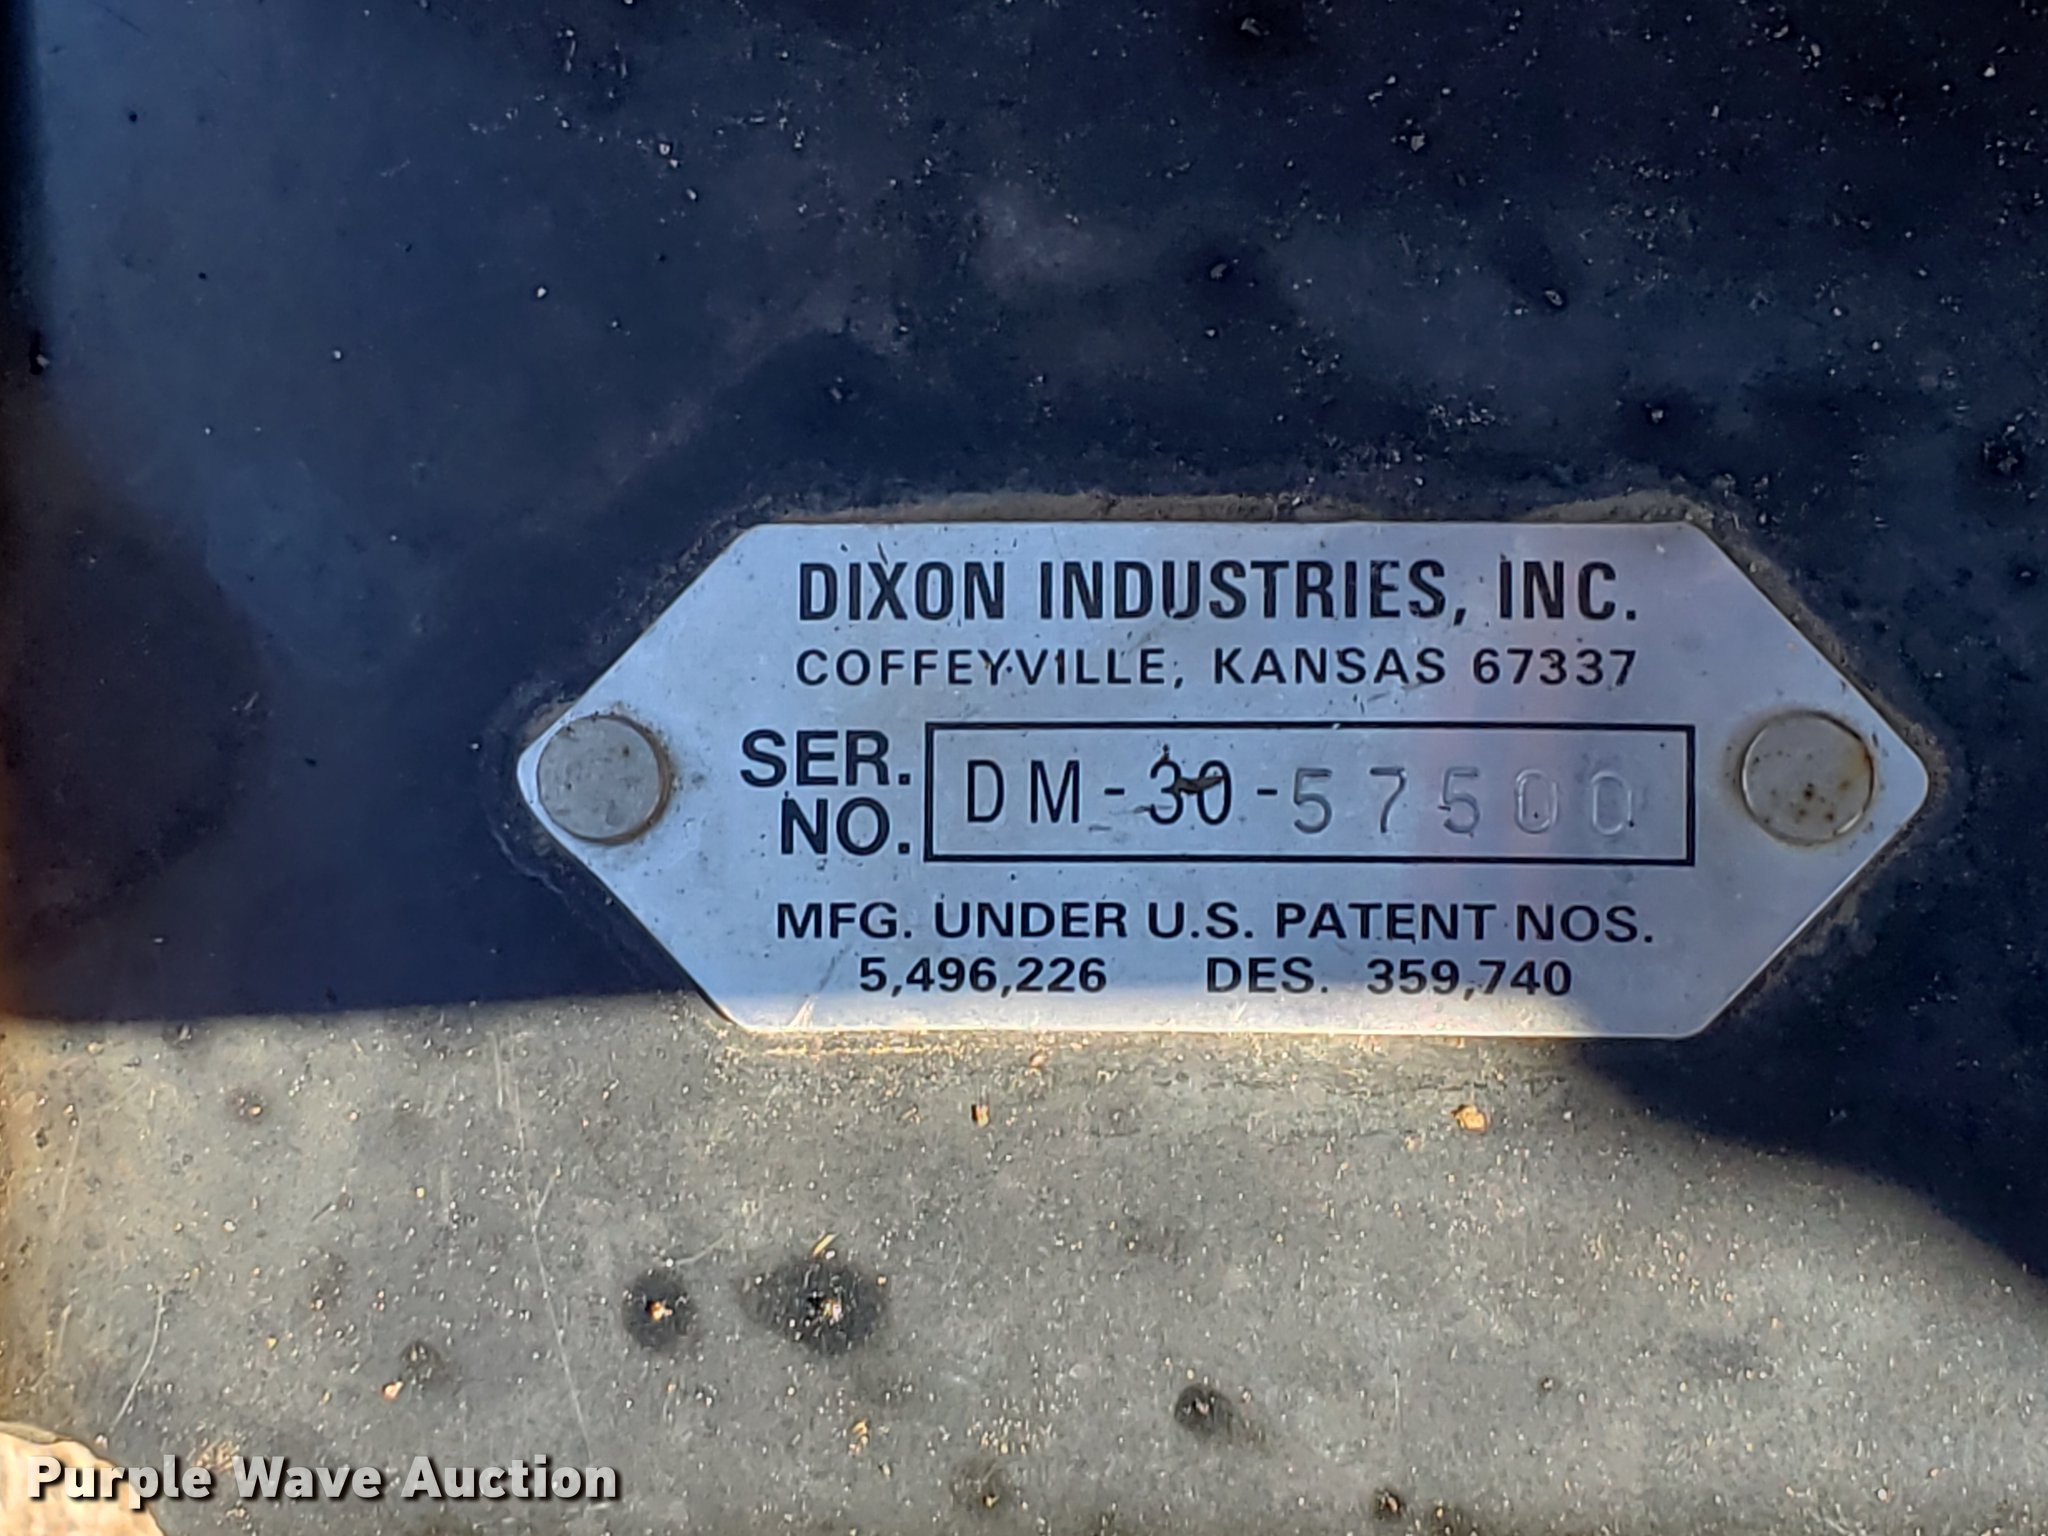 DIXON INDUSTRIES, INC.
COFFEYVILLE, KANSAS 67337
SER. NO. DM-30-57500
MFG. UNDER U.S. PATENT NOS.
5,496,226 DES. 359,740
Purple Wave Auction